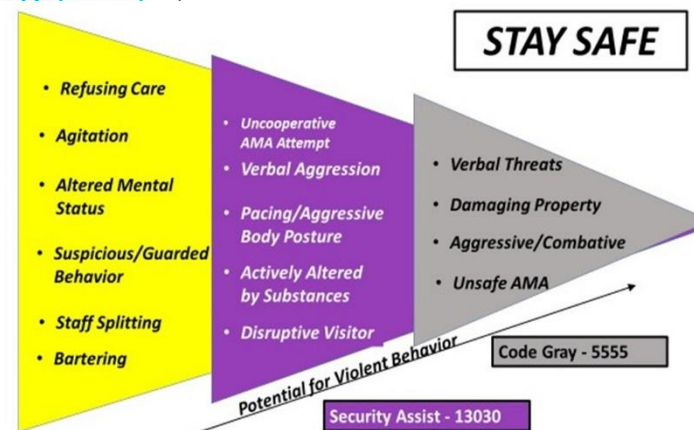 STAY SAFE
• Refusing Care
• Agitation
• Altered Mental
Status
• Suspicious/Guarded
Behavior
• Staff Splitting
• Bartering
• Uncooperative
AMA Attempt
• Verbal Aggression
• Pacing/Aggressive
Body Posture
• Actively Altered
by Substances
• Disruptive Visitor
• Verbal Threats
• Damaging Property
• Aggressive/Combative
• Unsafe AMA
Potential for Violent Behavior
Code Gray - 5555
Security Assist - 13030